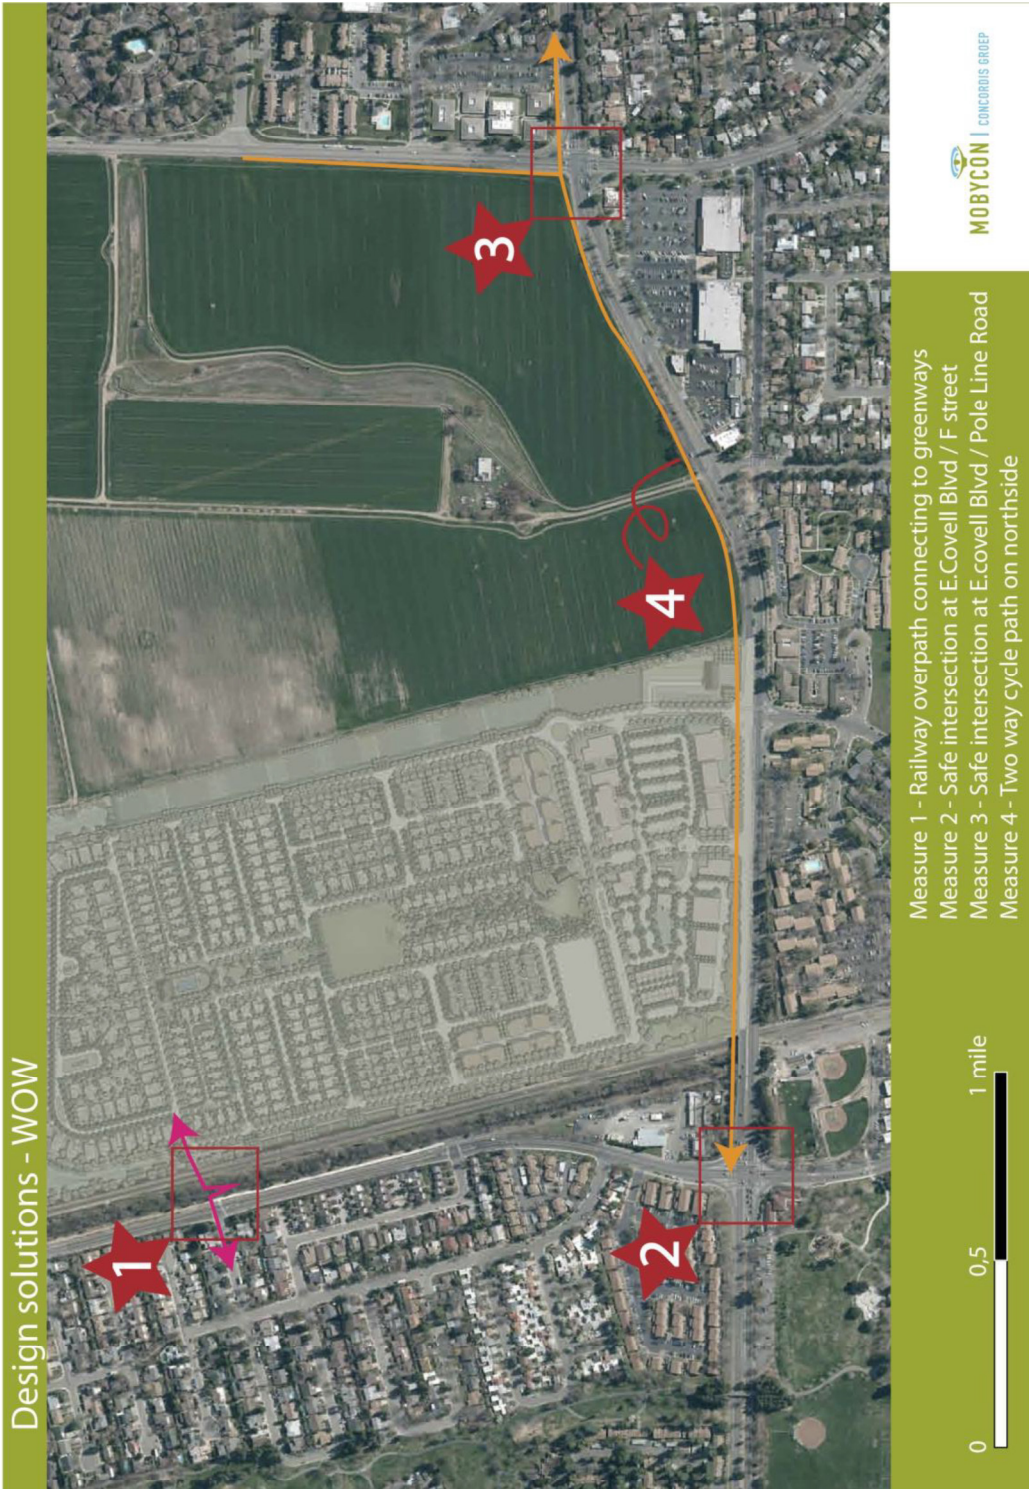 Design solutions - WOW
1
2
3
4
0
0,5
1 mile
Measure 1 - Railway overpath connecting to greenways
Measure 2 - Safe intersection at E.Covell Blvd / F street
Measure 3 - Safe intersection at E.covell Blvd / Pole Line Road
Measure 4 - Two way cycle path on northside
MOBYCON | CONCORDIS GROEP